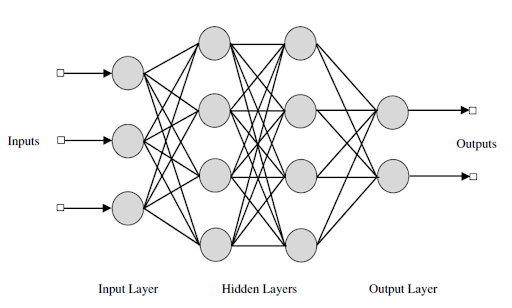 Inputs
Outputs
Input Layer
Hidden Layers
Output Layer